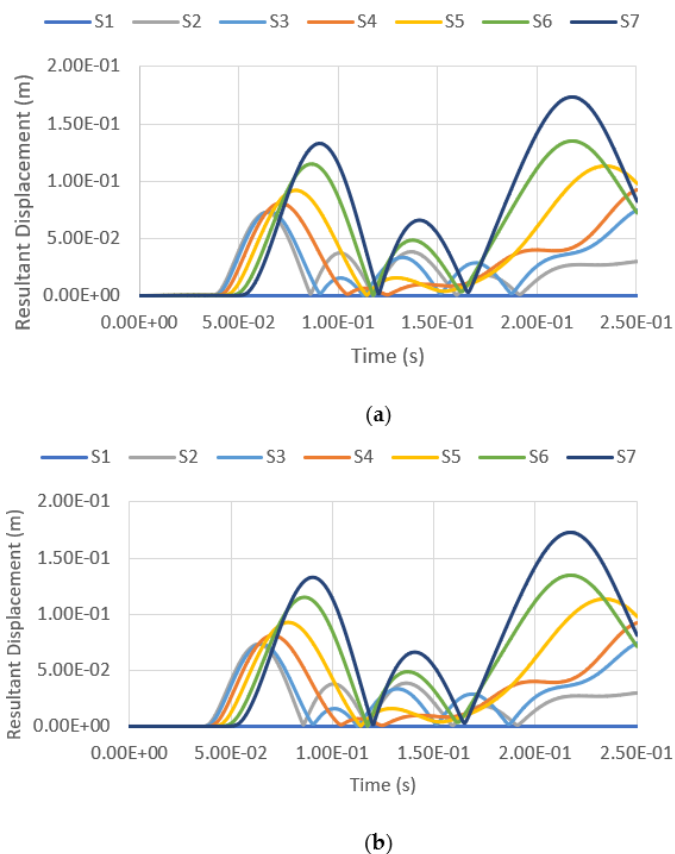 S1 S2 S3 S4 S5 S6 S7
2.00E-01
1.50E-01
1.00E-01
5.00E-02
0.00E+00
Resultant Displacement (m)
0.00E+00 5.00E-02 1.00E-01 1.50E-01 2.00E-01 2.50E-01
Time (s)
(a)
S1 S2 S3 S4 S5 S6 S7
2.00E-01
1.50E-01
1.00E-01
5.00E-02
0.00E+00
Resultant Displacement (m)
0.00E+00 5.00E-02 1.00E-01 1.50E-01 2.00E-01 2.50E-01
Time (s)
(b)